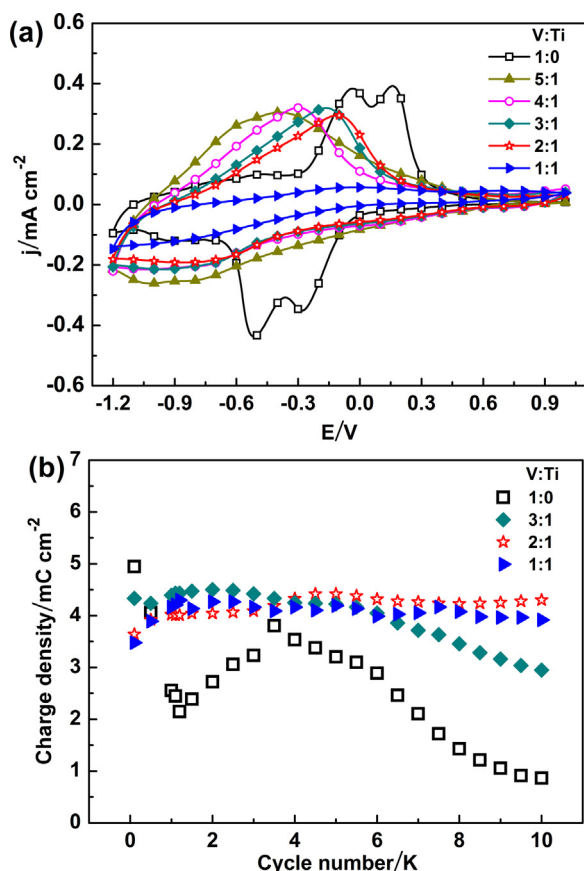 (a)
V:Ti
1:0
5:1
4:1
3:1
2:1
1:1
0.6
0.4
0.2
0.0
-0.2
-0.4
-0.6
j/mA cm-2
-1.2 -0.9 -0.6 -0.3 0.0 0.3 0.6 0.9
E/V
(b)
V:Ti
1:0
3:1
2:1
1:1
7
6
5
4
3
2
1
0
Charge density/mC cm-2
0 2 4 6 8 10
Cycle number/K